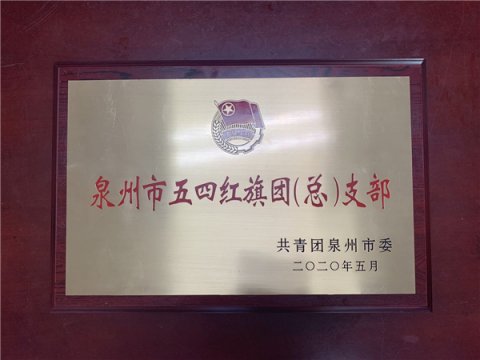 泉州市五四红旗团(总)支部
共青团泉州市委
二〇二〇年五月